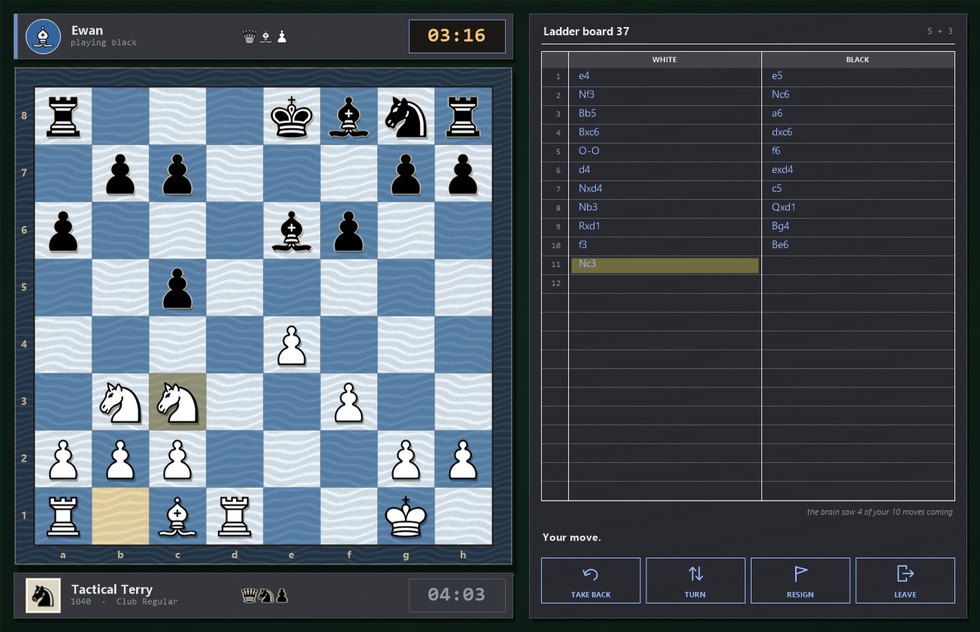 Ewan
playing black
03:16
Ladder board 37
5 + 3
WHITE BLACK
1 e4 e5
2 Nf3 Nc6
3 Bb5 a6
4 Bxc6 dxc6
5 O-O f6
6 d4 exd4
7 Nxd4 c5
8 Nb3 Qxd1
9 Rxd1 Bg4
10 f3 Be6
11 Nc3
12
8
7
6
5
4
3
2
1
a b c d e f g h
the brain saw 4 of your 10 moves coming
Your move.
TAKE BACK TURN RESIGN LEAVE
Tactical Terry
1040 · Club Regular
04:03